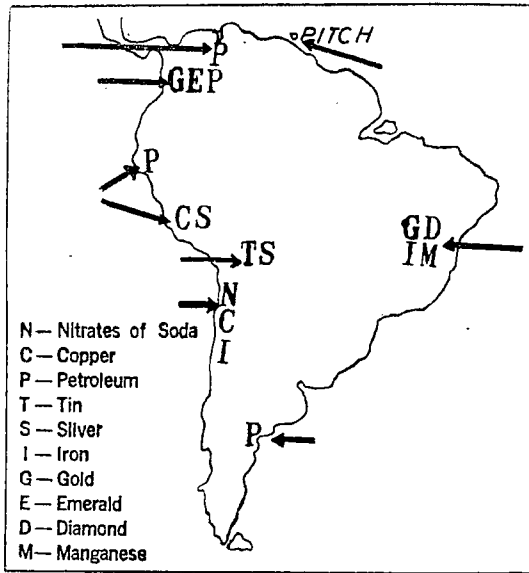 PITCH
P
GEP
P
CS
GD
IM
TS
N
C
I
P
N — Nitrates of Soda
C — Copper
P — Petroleum
T — Tin
S — Silver
I — Iron
G — Gold
E — Emerald
D — Diamond
M — Manganese